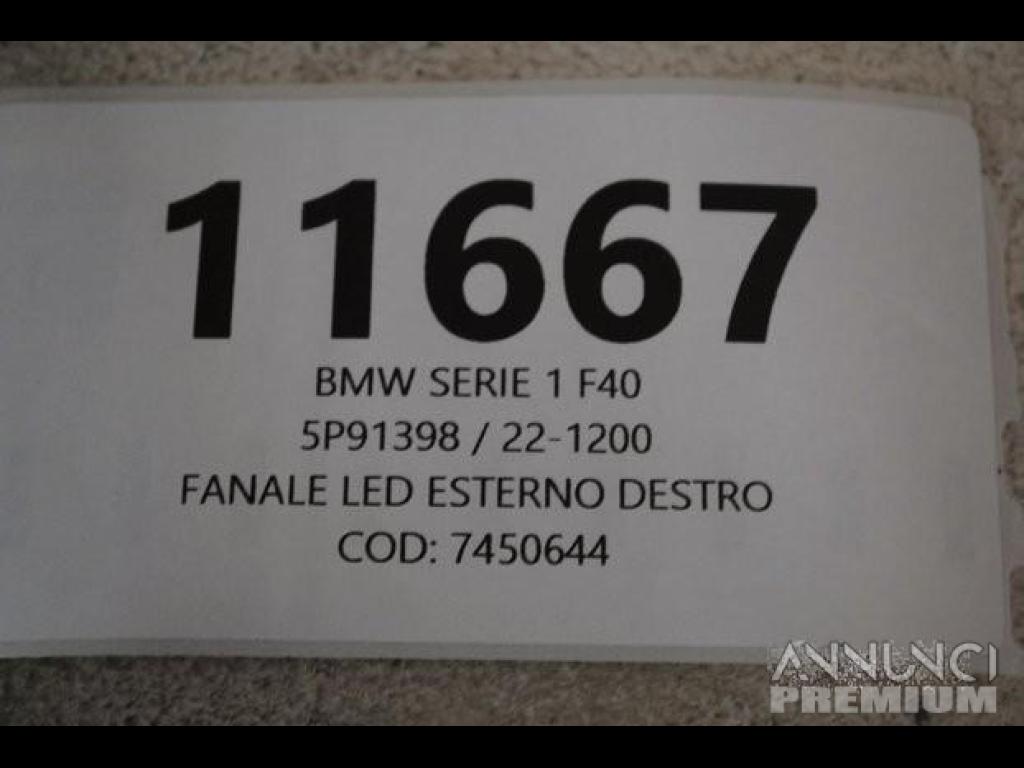 11667
BMW SERIE 1 F40
5P91398 / 22-1200
FANALE LED ESTERNO DESTRO
COD: 7450644
ANNUNCI
PREMIUM